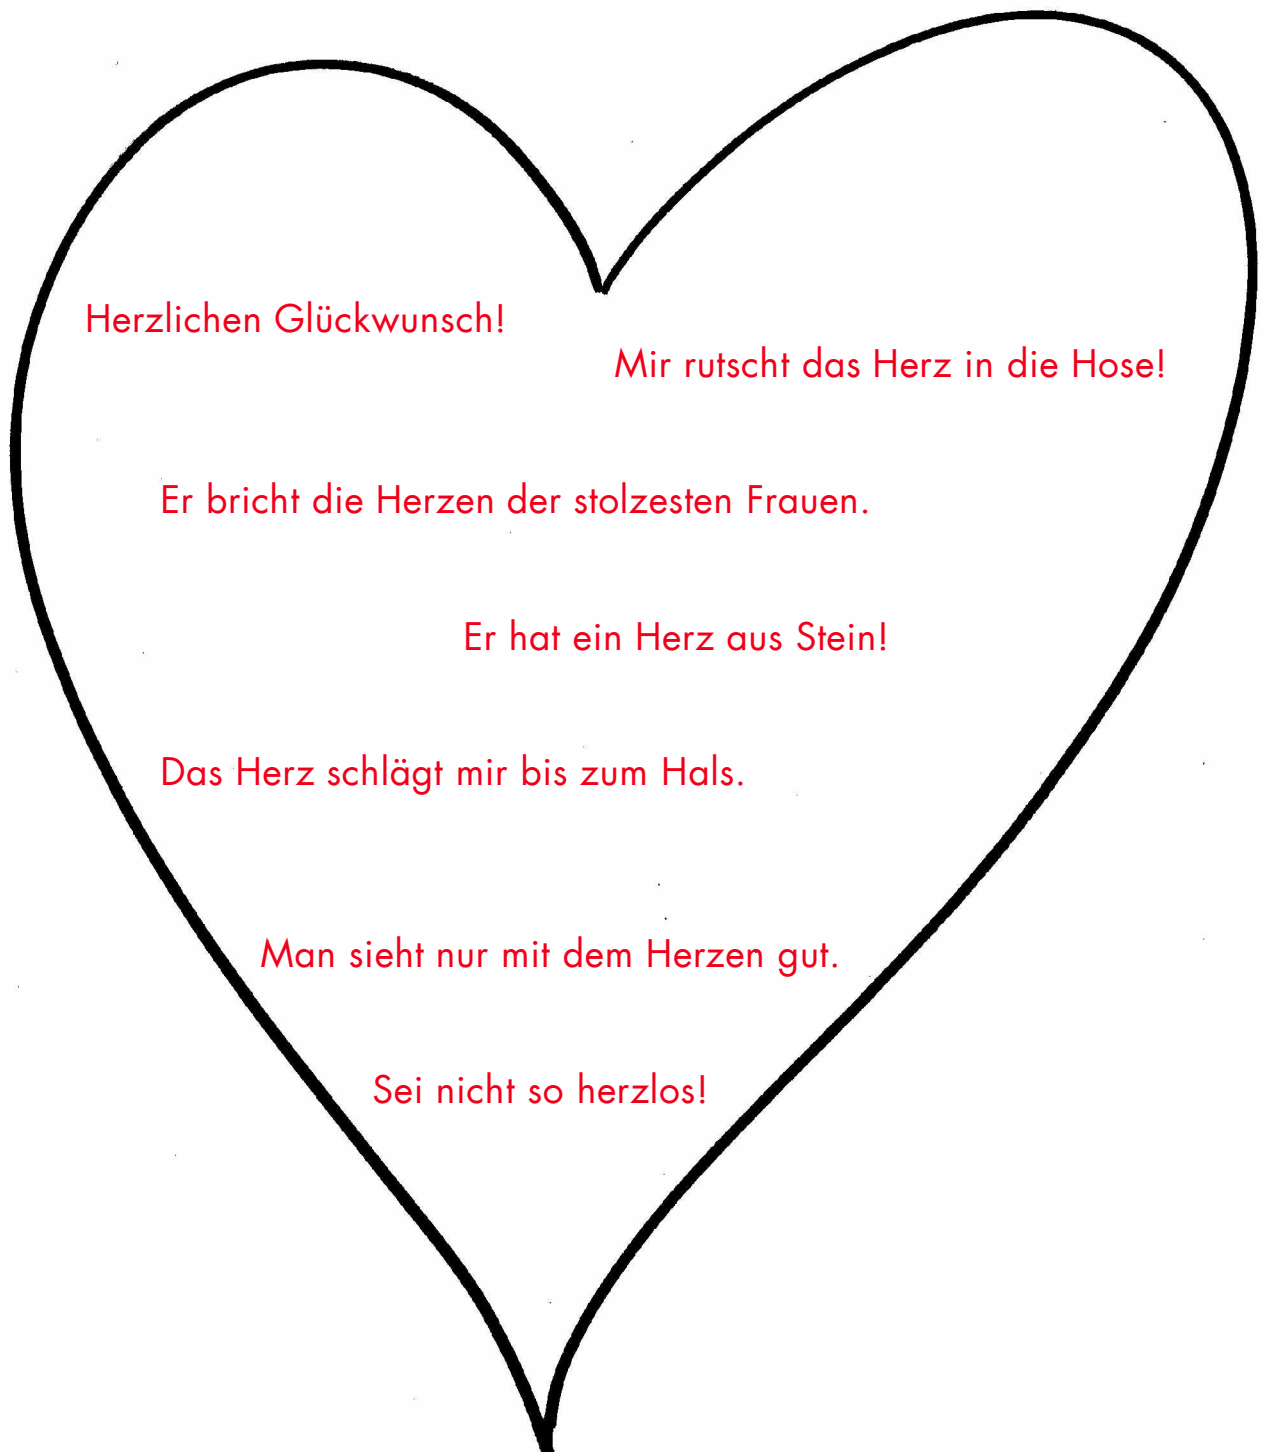 Herzlichen Glückwunsch!
Mir rutscht das Herz in die Hose!
Er bricht die Herzen der stolzesten Frauen.
Er hat ein Herz aus Stein!
Das Herz schlägt mir bis zum Hals.
Man sieht nur mit dem Herzen gut.
Sei nicht so herzlos!